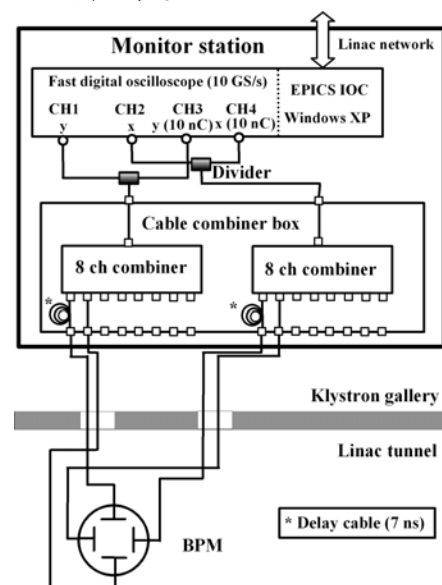 Monitor station
Linac network
Fast digital oscilloscope (10 GS/s)
CH1
y
CH2
x
CH3
y (10 nC)
CH4
x (10 nC)
EPICS IOC
Windows XP
Divider
Cable combiner box
8 ch combiner
8 ch combiner
*
*
Klystron gallery
Linac tunnel
BPM
* Delay cable (7 ns)